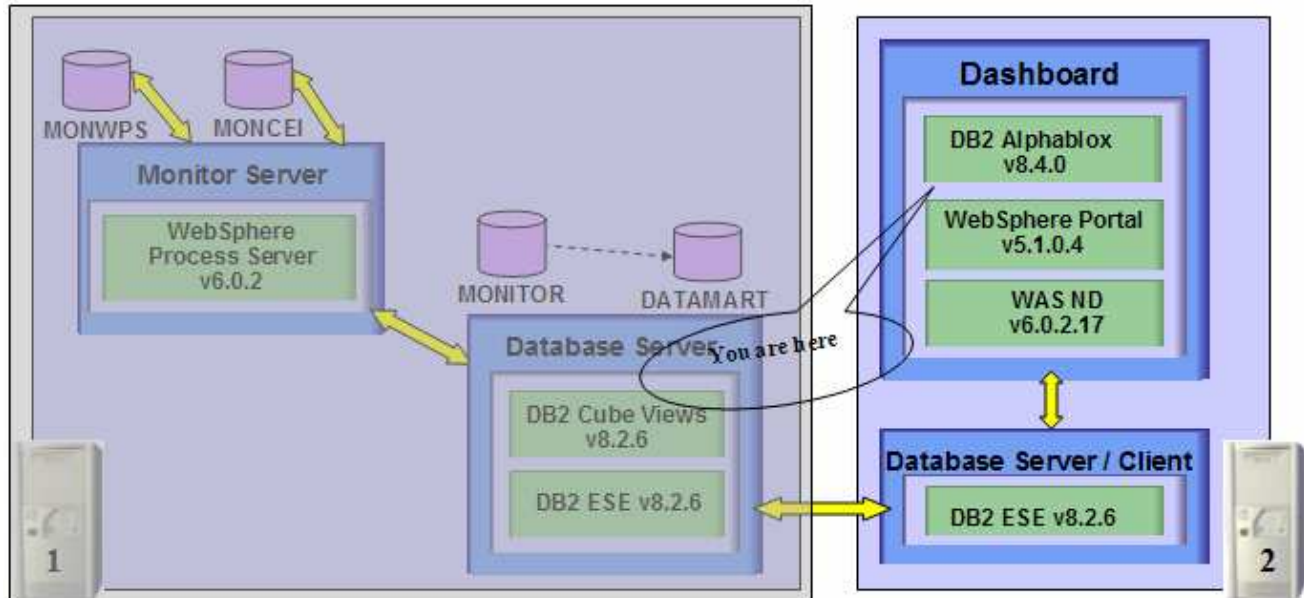 MONWPS
MONCEI
Monitor Server
WebSphere
Process Server
v6.0.2
MONITOR
DATAMART
Database Server
DB2 Cube Views
v8.2.6
DB2 ESE v8.2.6
1
You are here
Dashboard
DB2 Alphablox
v8.4.0
WebSphere Portal
v5.1.0.4
WAS ND
v6.0.2.17
Database Server / Client
DB2 ESE v8.2.6
2